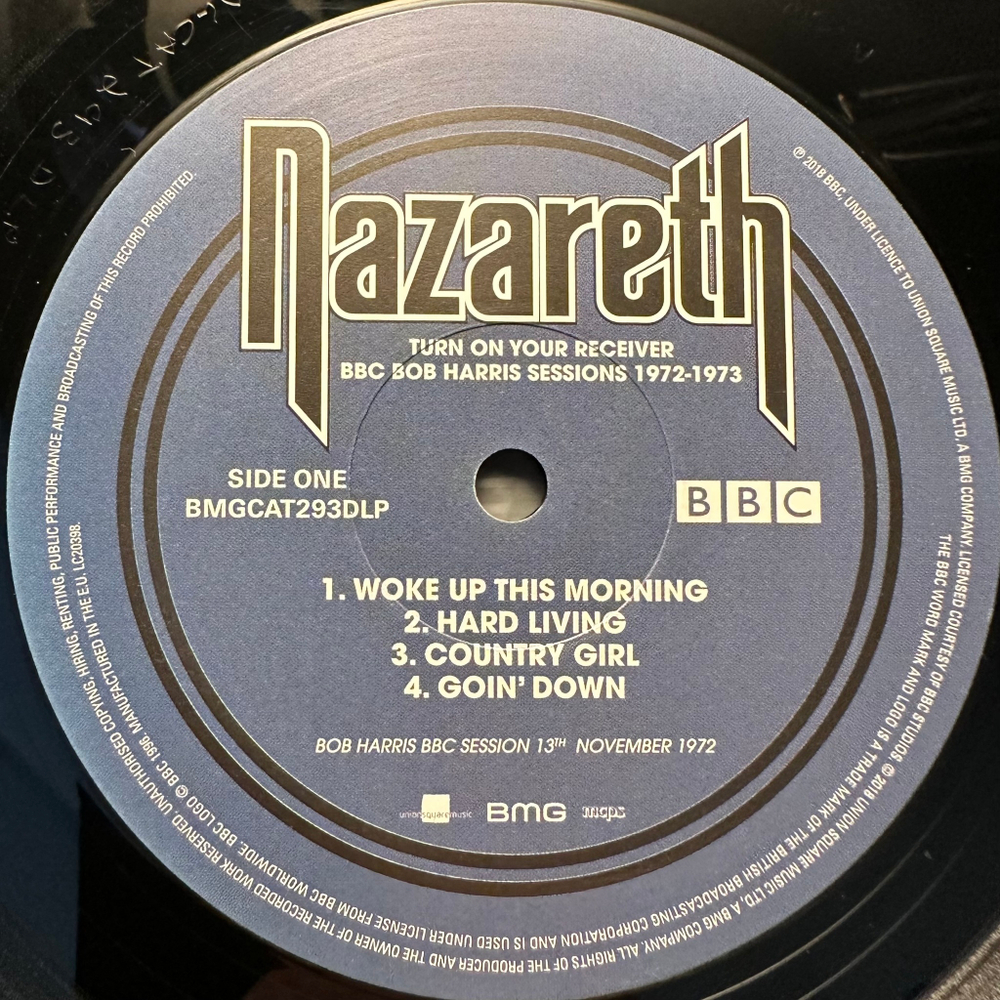 Nazareth
TURN ON YOUR RECEIVER
BBC BOB HARRIS SESSIONS 1972-1973
SIDE ONE
BMGCAT293DLP
BBC
1. WOKE UP THIS MORNING
2. HARD LIVING
3. COUNTRY GIRL
4. GOIN' DOWN
BOB HARRIS BBC SESSION 13TH NOVEMBER 1972
unionsquaremusic
BMG
mcps
℗ 2018 BBC, UNDER LICENCE TO UNION SQUARE MUSIC LTD, A BMG COMPANY. LICENSED COURTESY OF BBC STUDIOS. © 2018 UNION SQUARE MUSIC LTD, A BMG COMPANY. ALL RIGHTS OF THE PRODUCER AND THE OWNER OF THE RECORDED WORK RESERVED. UNAUTHORISED COPYING, HIRING, RENTING, PUBLIC PERFORMANCE AND BROADCASTING OF THIS RECORD PROHIBITED.
THE BBC WORD MARK AND LOGO IS A TRADE MARK OF THE BRITISH BROADCASTING CORPORATION AND IS USED UNDER LICENSE FROM BBC WORLDWIDE. BBC LOGO © BBC 1996. MANUFACTURED IN THE E.U. LC20398.